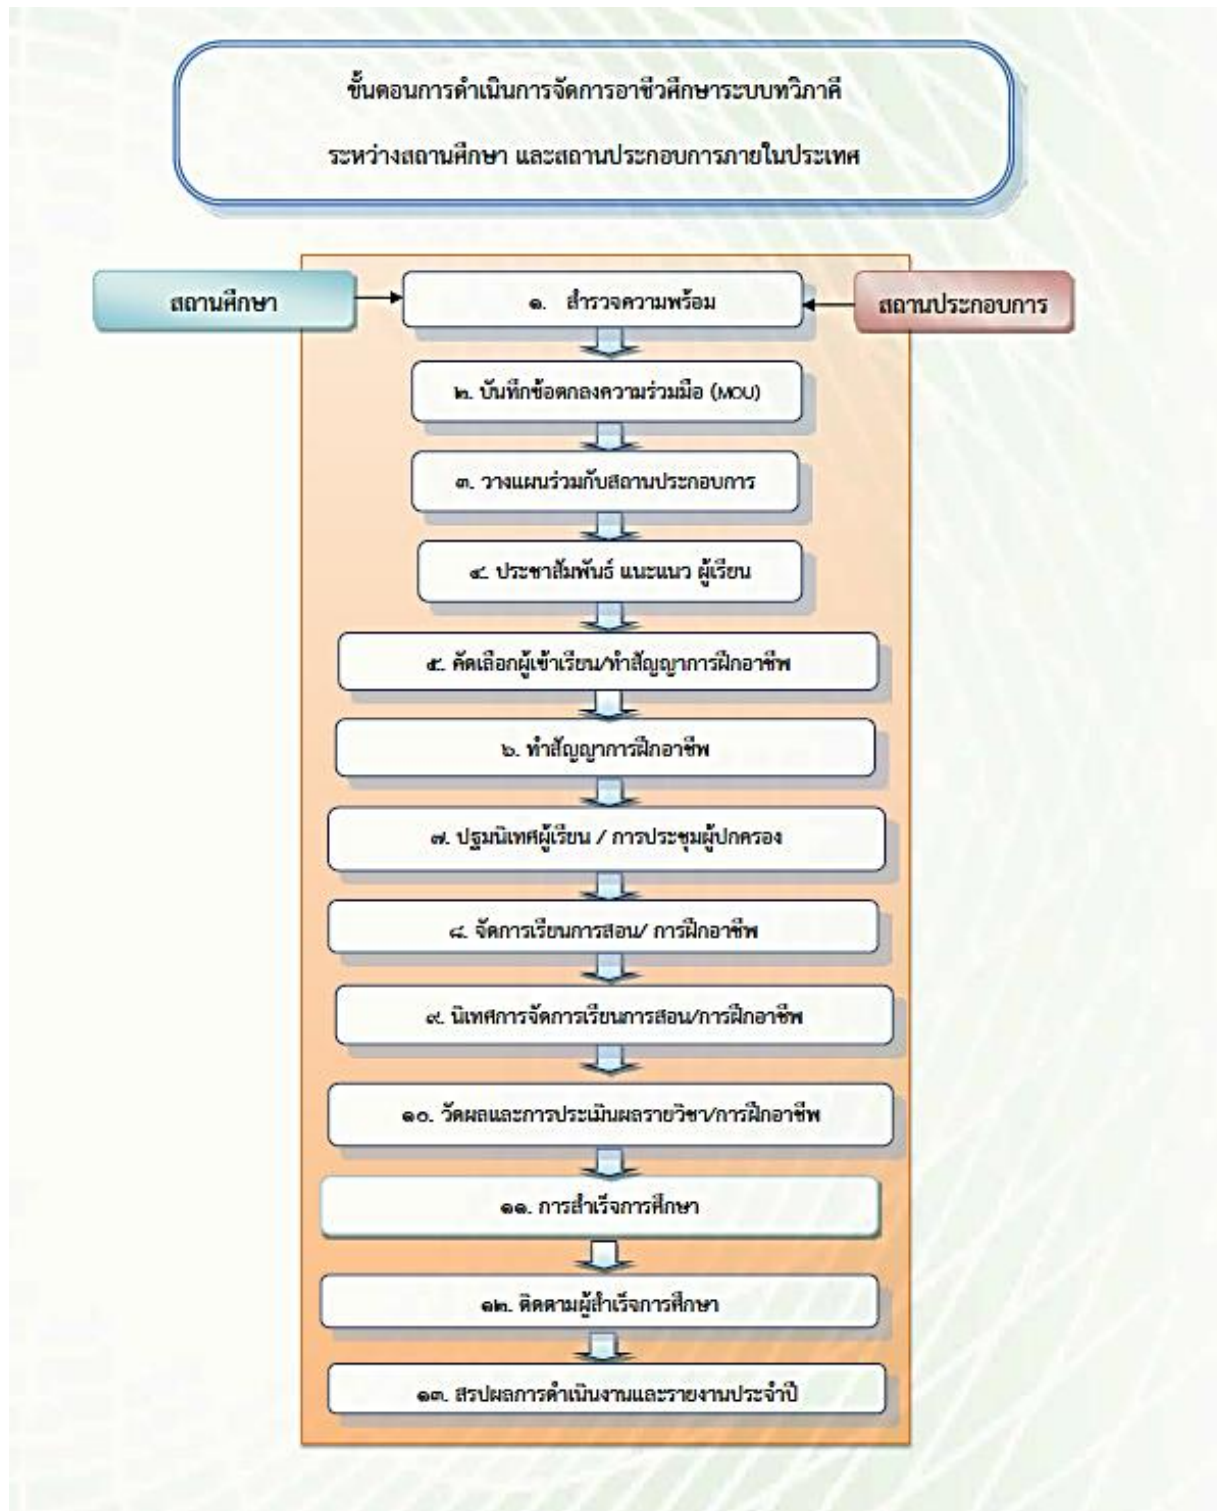 ขั้นตอนการดำเนินการจัดการอาชีวศึกษาระบบทวิภาคี
ระหว่างสถานศึกษา และสถานประกอบการภายในประเทศ
สถานศึกษา
๑. สำรวจความพร้อม
สถานประกอบการ
๒. บันทึกข้อตกลงความร่วมมือ (MOU)
๓. วางแผนร่วมกับสถานประกอบการ
๔. ประชาสัมพันธ์ แนะแนว ผู้เรียน
๕. คัดเลือกผู้เข้าเรียน/ทำสัญญาการฝึกอาชีพ
๖. ทำสัญญาการฝึกอาชีพ
๗. ปฐมนิเทศผู้เรียน / การประชุมผู้ปกครอง
๘. จัดการเรียนการสอน/ การฝึกอาชีพ
๙. นิเทศการจัดการเรียนการสอน/การฝึกอาชีพ
๑๐. วัดผลและการประเมินผลรายวิชา/การฝึกอาชีพ
๑๑. การสำเร็จการศึกษา
๑๒. ติดตามผู้สำเร็จการศึกษา
๑๓. สรุปผลการดำเนินงานและรายงานประจำปี